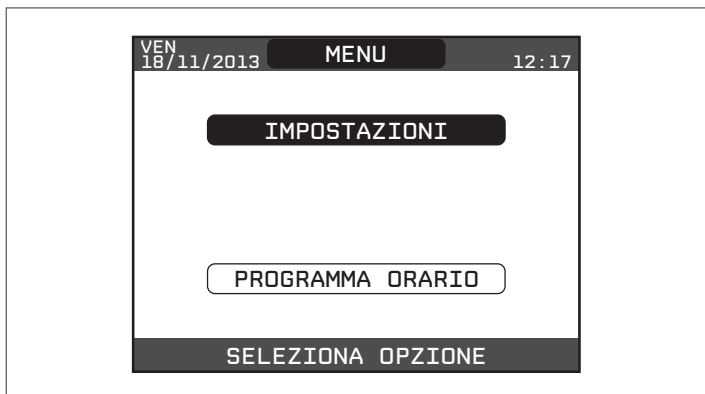 VEN
18/11/2013 MENU 12:17
IMPOSTAZIONI
PROGRAMMA ORARIO
SELEZIONA OPZIONE